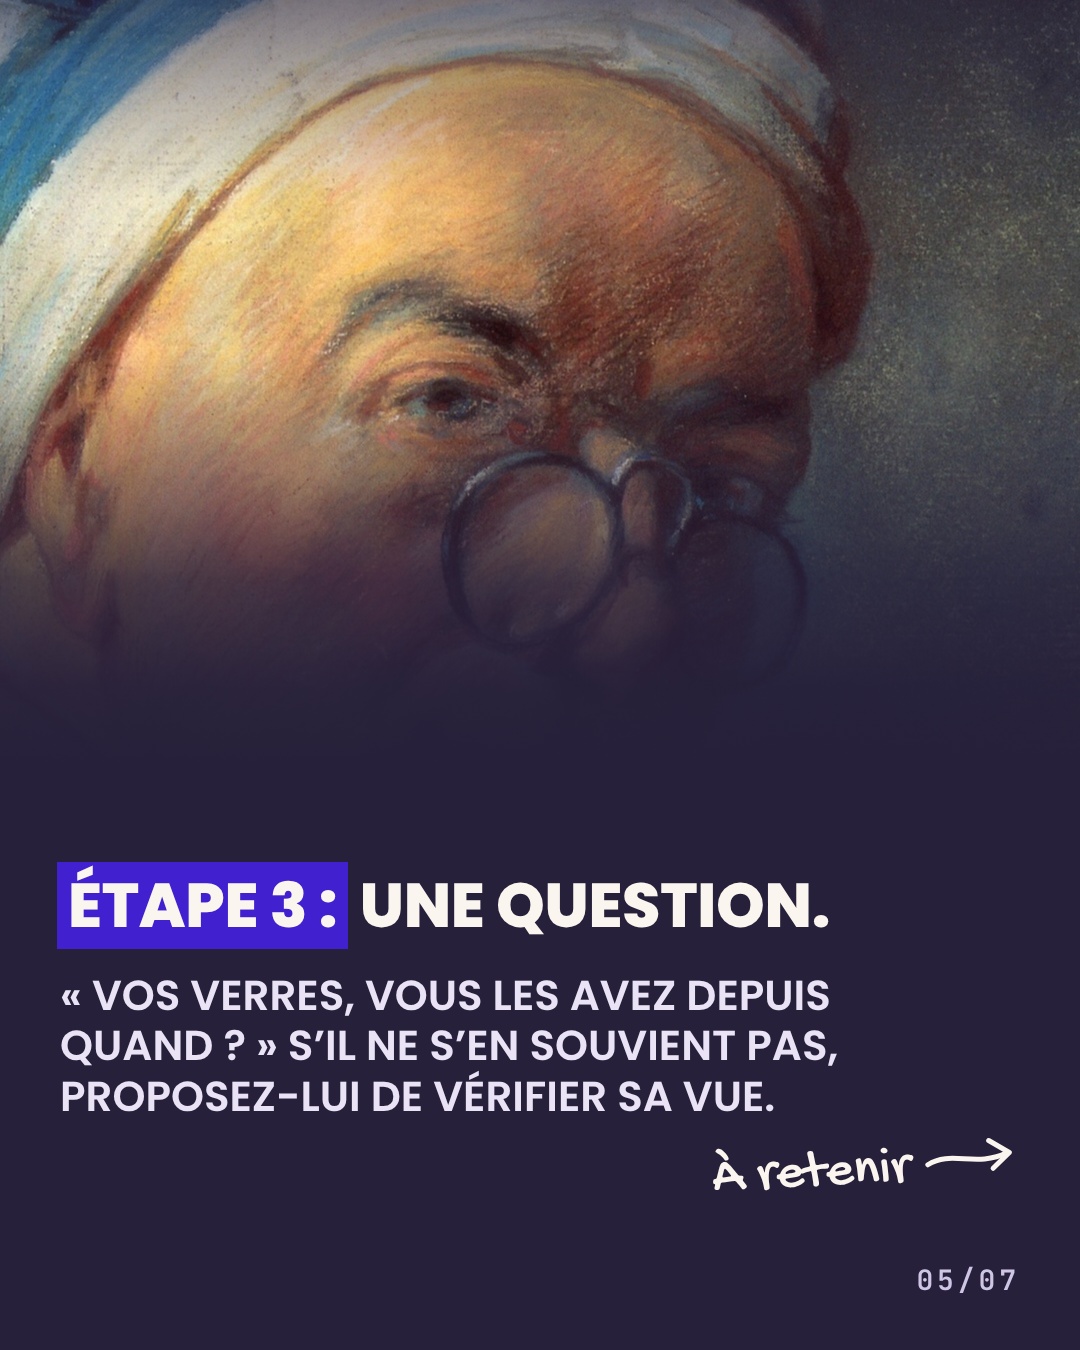 ÉTAPE 3 : UNE QUESTION.
« VOS VERRES, VOUS LES AVEZ DEPUIS
QUAND ? » S’IL NE S’EN SOUVIENT PAS,
PROPOSEZ-LUI DE VÉRIFIER SA VUE.
À retenir →
05/07